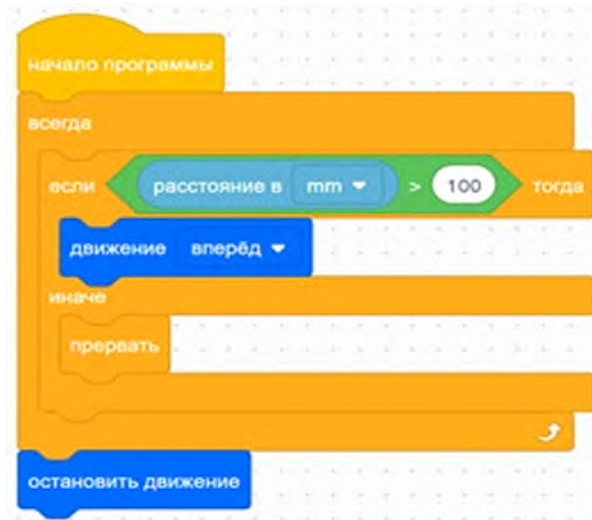 начало программы
всегда
если расстояние в mm > 100 тогда
движение вперёд
иначе
прервать
остановить движение